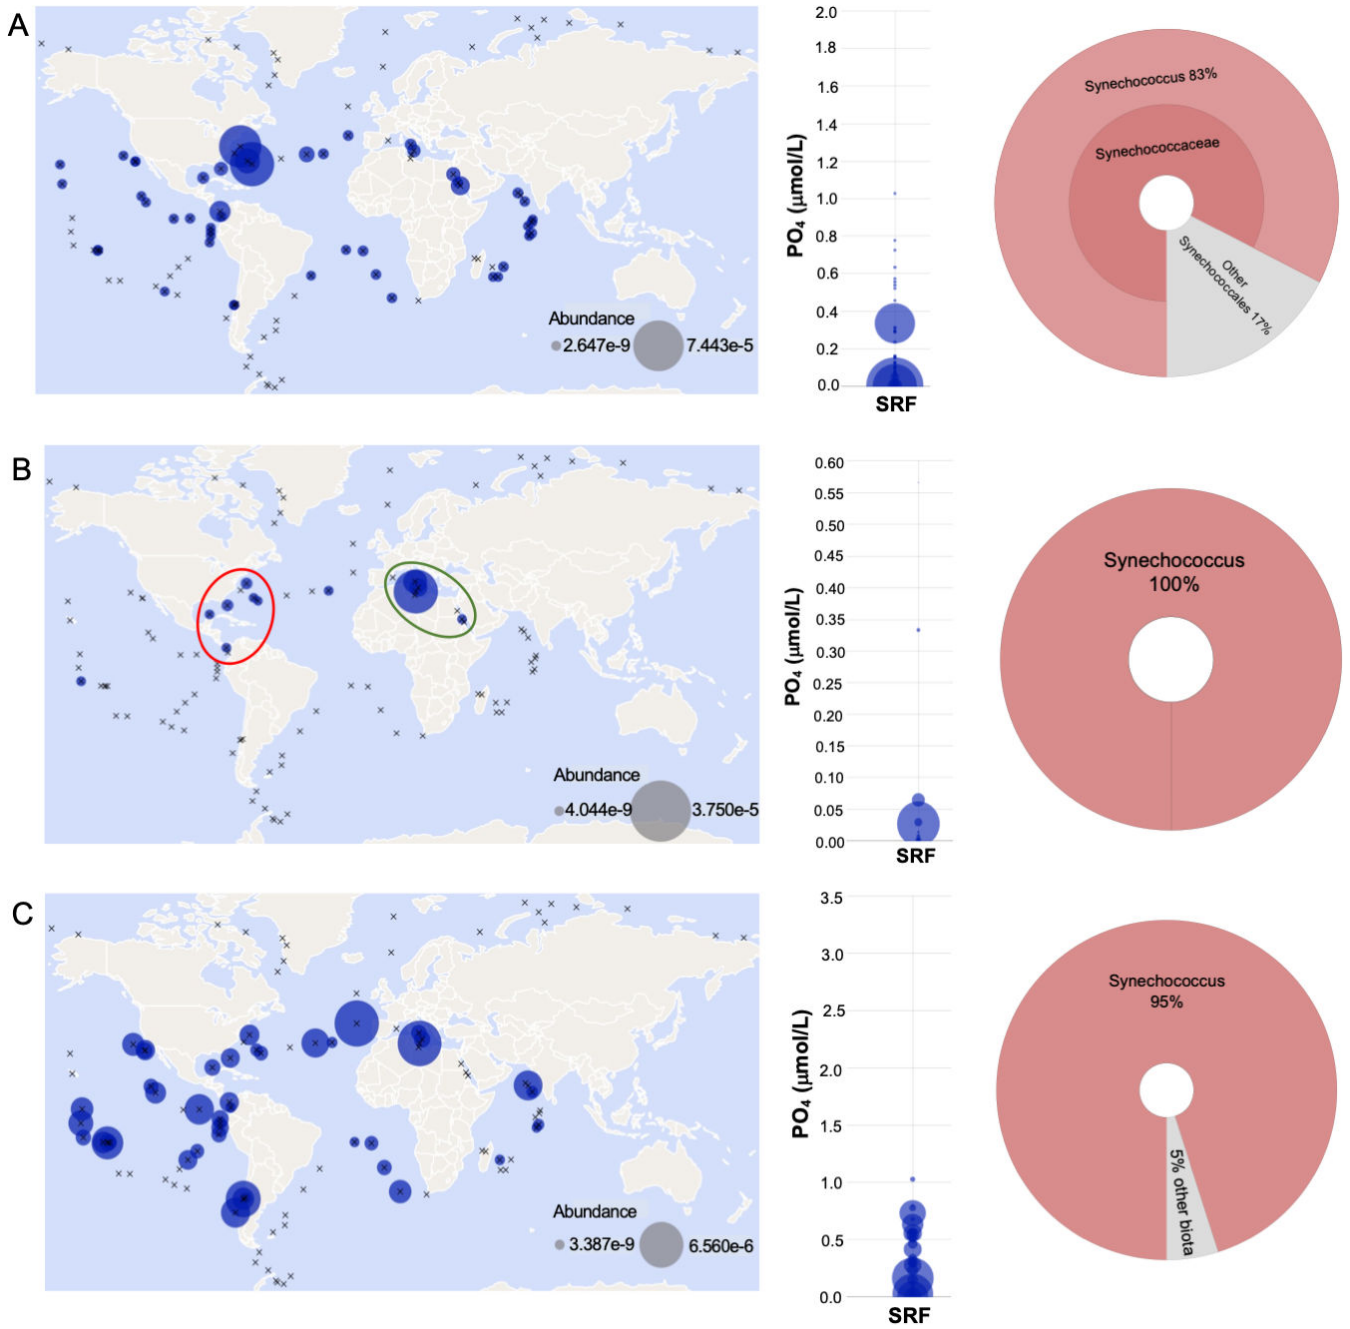 A
Abundance
2.647e-9 7.443e-5
PO₄ (µmol/L)
2.0
1.8
1.6
1.4
1.2
1.0
0.8
0.6
0.4
0.2
0.0
SRF
Synechococcus 83%
Synechococcaceae
Other
Synechococcales 17%
B
Abundance
4.044e-9 3.750e-5
PO₄ (µmol/L)
0.60
0.55
0.50
0.45
0.40
0.35
0.30
0.25
0.20
0.15
0.10
0.05
0.00
SRF
Synechococcus
100%
C
Abundance
3.387e-9 6.560e-6
PO₄ (µmol/L)
3.5
3.0
2.5
2.0
1.5
1.0
0.5
0.0
SRF
Synechococcus
95%
5% other biota